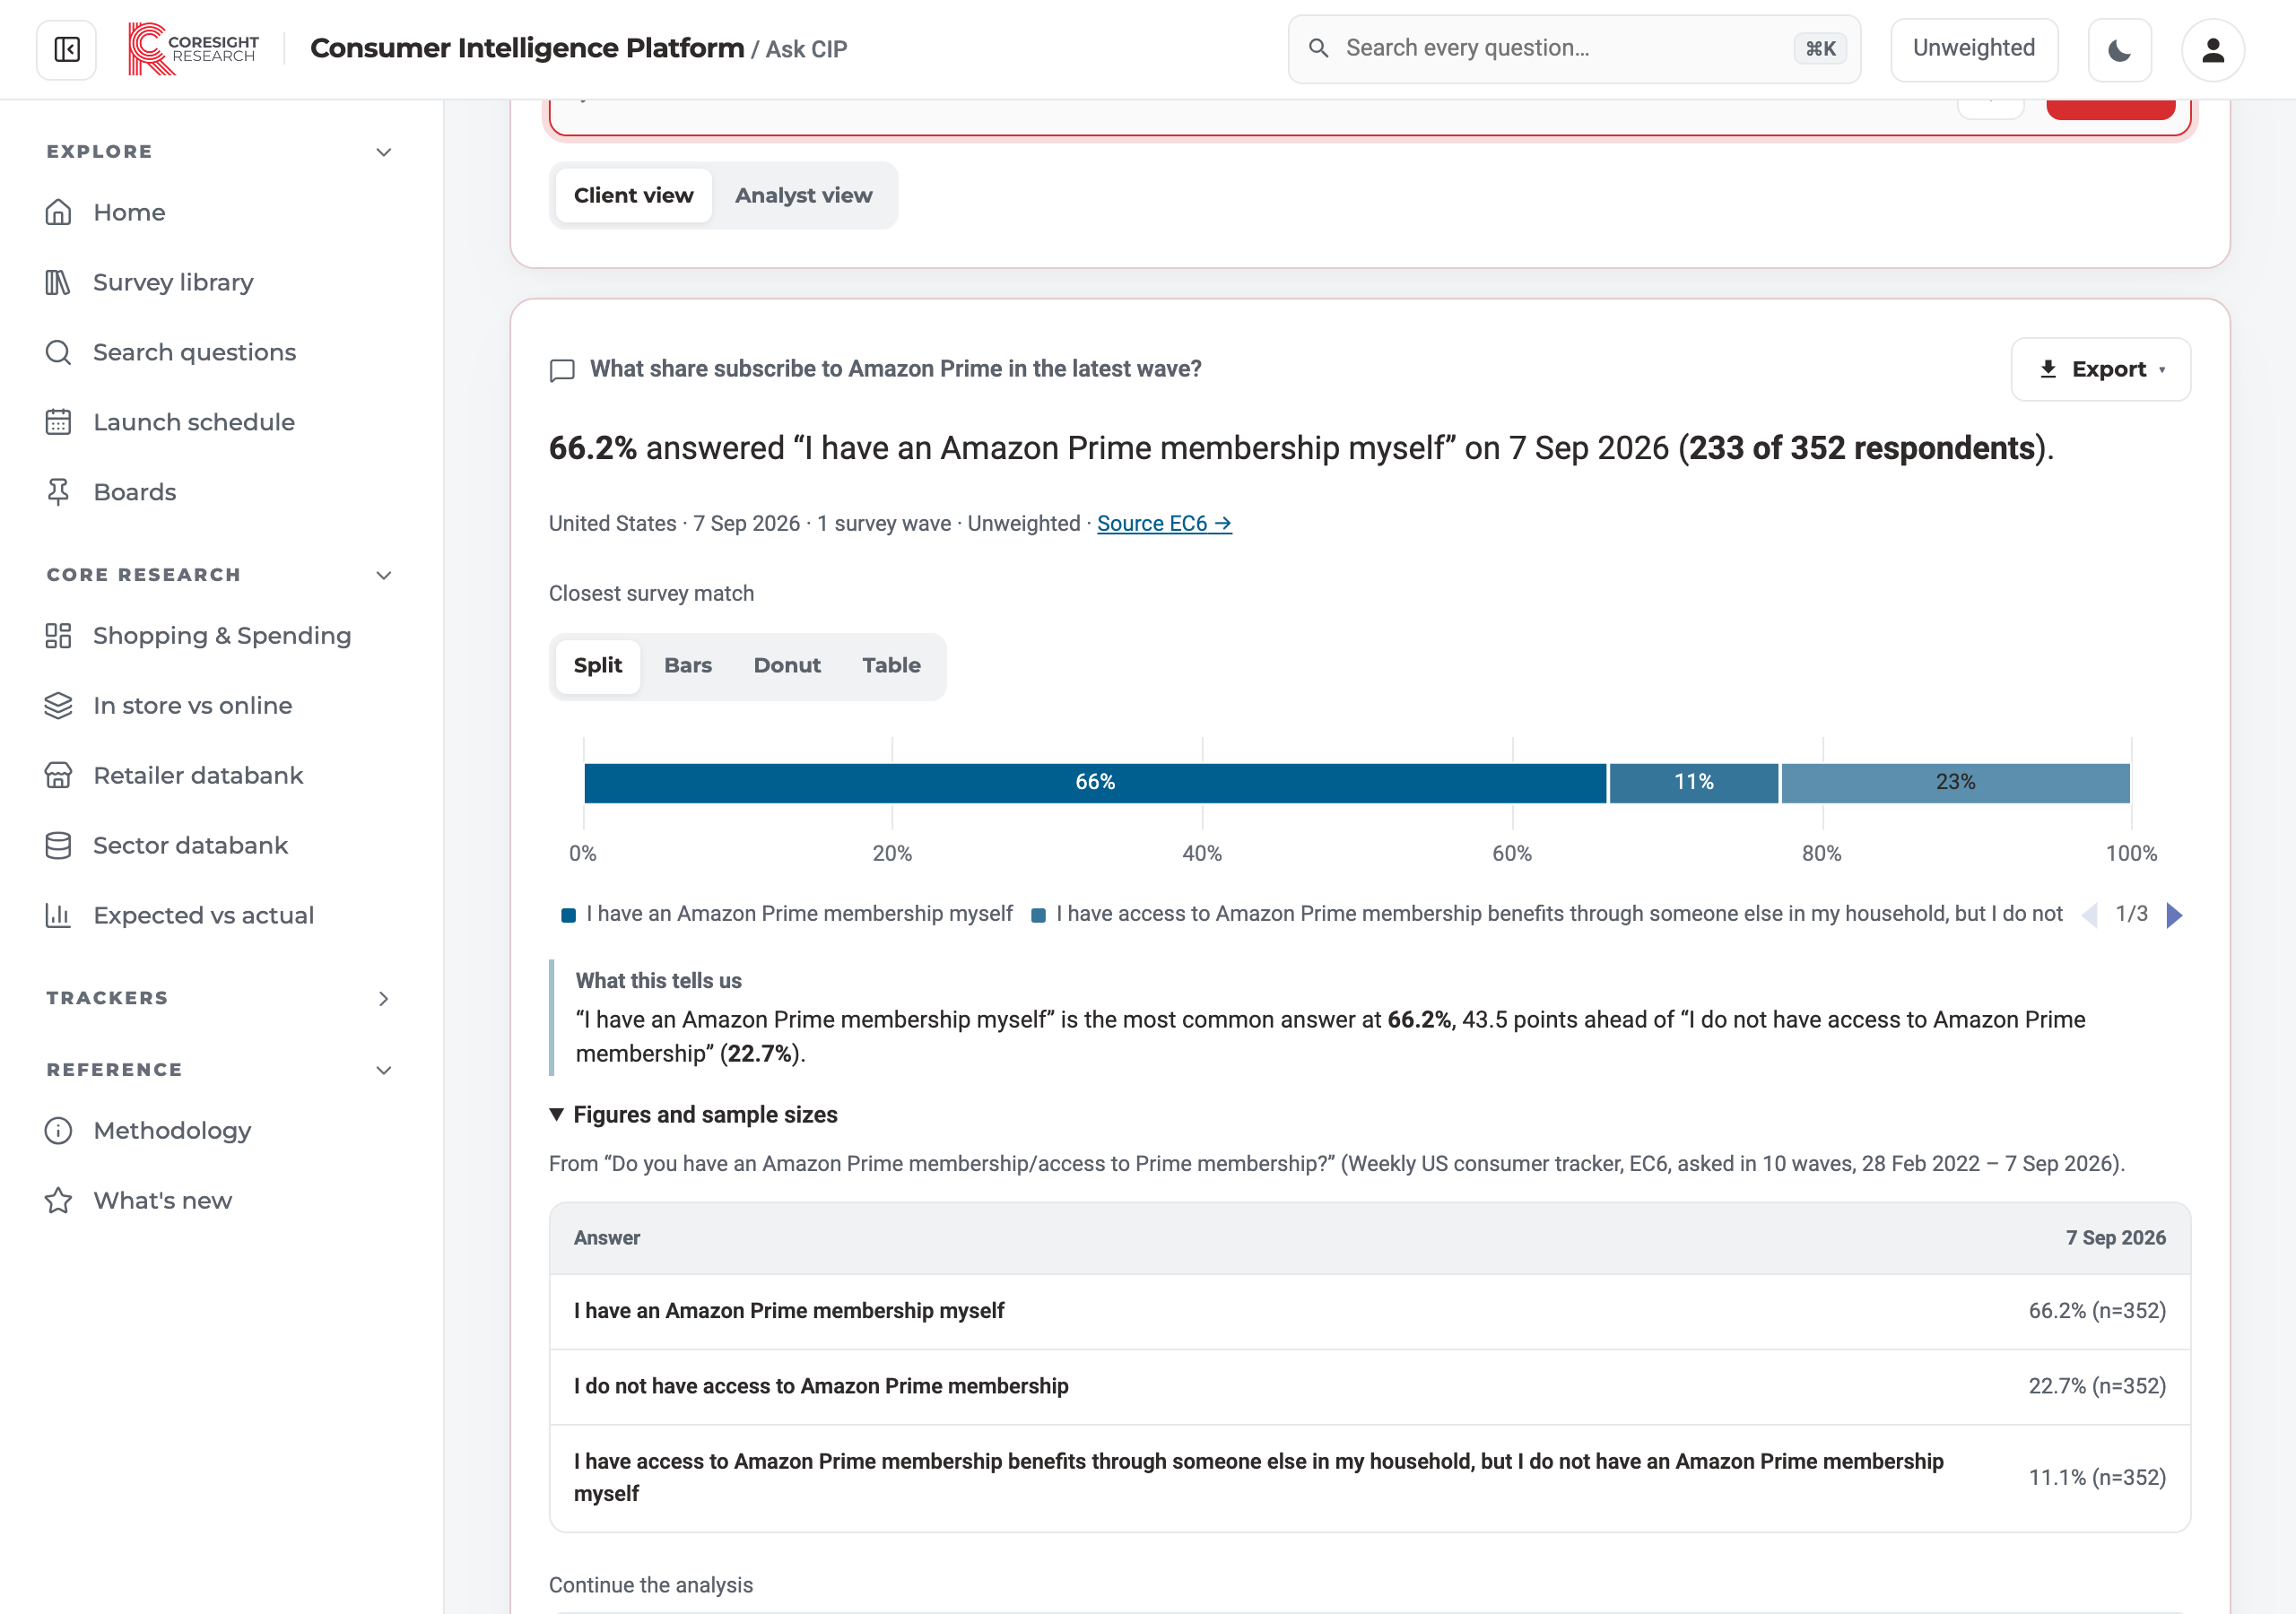 CORESIGHT
RESEARCH
Consumer Intelligence Platform / Ask CIP
Search every question...
⌘K
Unweighted
EXPLORE
Home
Survey library
Search questions
Launch schedule
Boards
CORE RESEARCH
Shopping & Spending
In store vs online
Retailer databank
Sector databank
Expected vs actual
TRACKERS
REFERENCE
Methodology
What's new
Client view
Analyst view
What share subscribe to Amazon Prime in the latest wave?
Export
66.2% answered “I have an Amazon Prime membership myself” on 7 Sep 2026 (233 of 352 respondents).
United States · 7 Sep 2026 · 1 survey wave · Unweighted · Source EC6 →
Closest survey match
Split Bars Donut Table
66% 11% 23%
0% 20% 40% 60% 80% 100%
I have an Amazon Prime membership myself I have access to Amazon Prime membership benefits through someone else in my household, but I do not 1/3
What this tells us
“I have an Amazon Prime membership myself” is the most common answer at 66.2%, 43.5 points ahead of “I do not have access to Amazon Prime
membership” (22.7%).
Figures and sample sizes
From “Do you have an Amazon Prime membership/access to Prime membership?” (Weekly US consumer tracker, EC6, asked in 10 waves, 28 Feb 2022 – 7 Sep 2026).
Answer 7 Sep 2026
I have an Amazon Prime membership myself 66.2% (n=352)
I do not have access to Amazon Prime membership 22.7% (n=352)
I have access to Amazon Prime membership benefits through someone else in my household, but I do not have an Amazon Prime membership
myself 11.1% (n=352)
Continue the analysis